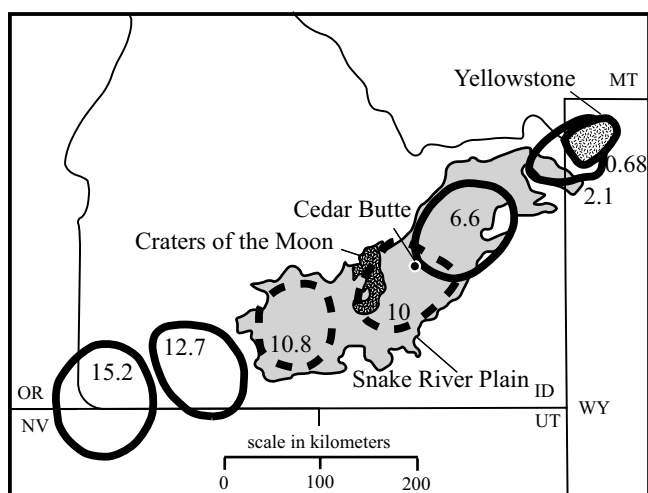 Yellowstone
MT
0.68
2.1
Cedar Butte
6.6
Craters of the Moon
10
10.8
12.7
15.2
Snake River Plain
OR
ID
NV
UT
WY
scale in kilometers
0
100
200